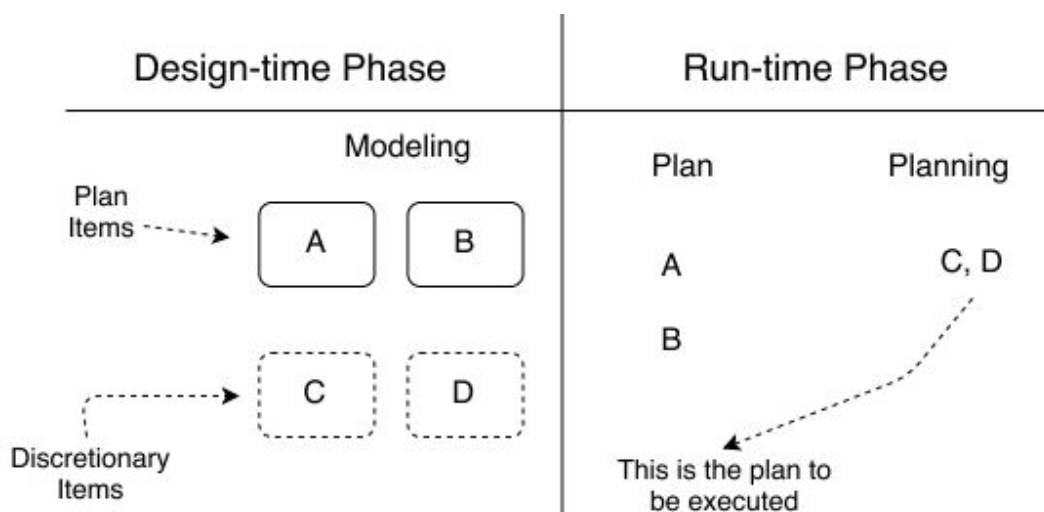 Design-time Phase
Modeling
Plan
Items
A
B
C
D
Discretionary
Items
Run-time Phase
Plan
Planning
A
C, D
B
This is the plan to
be executed